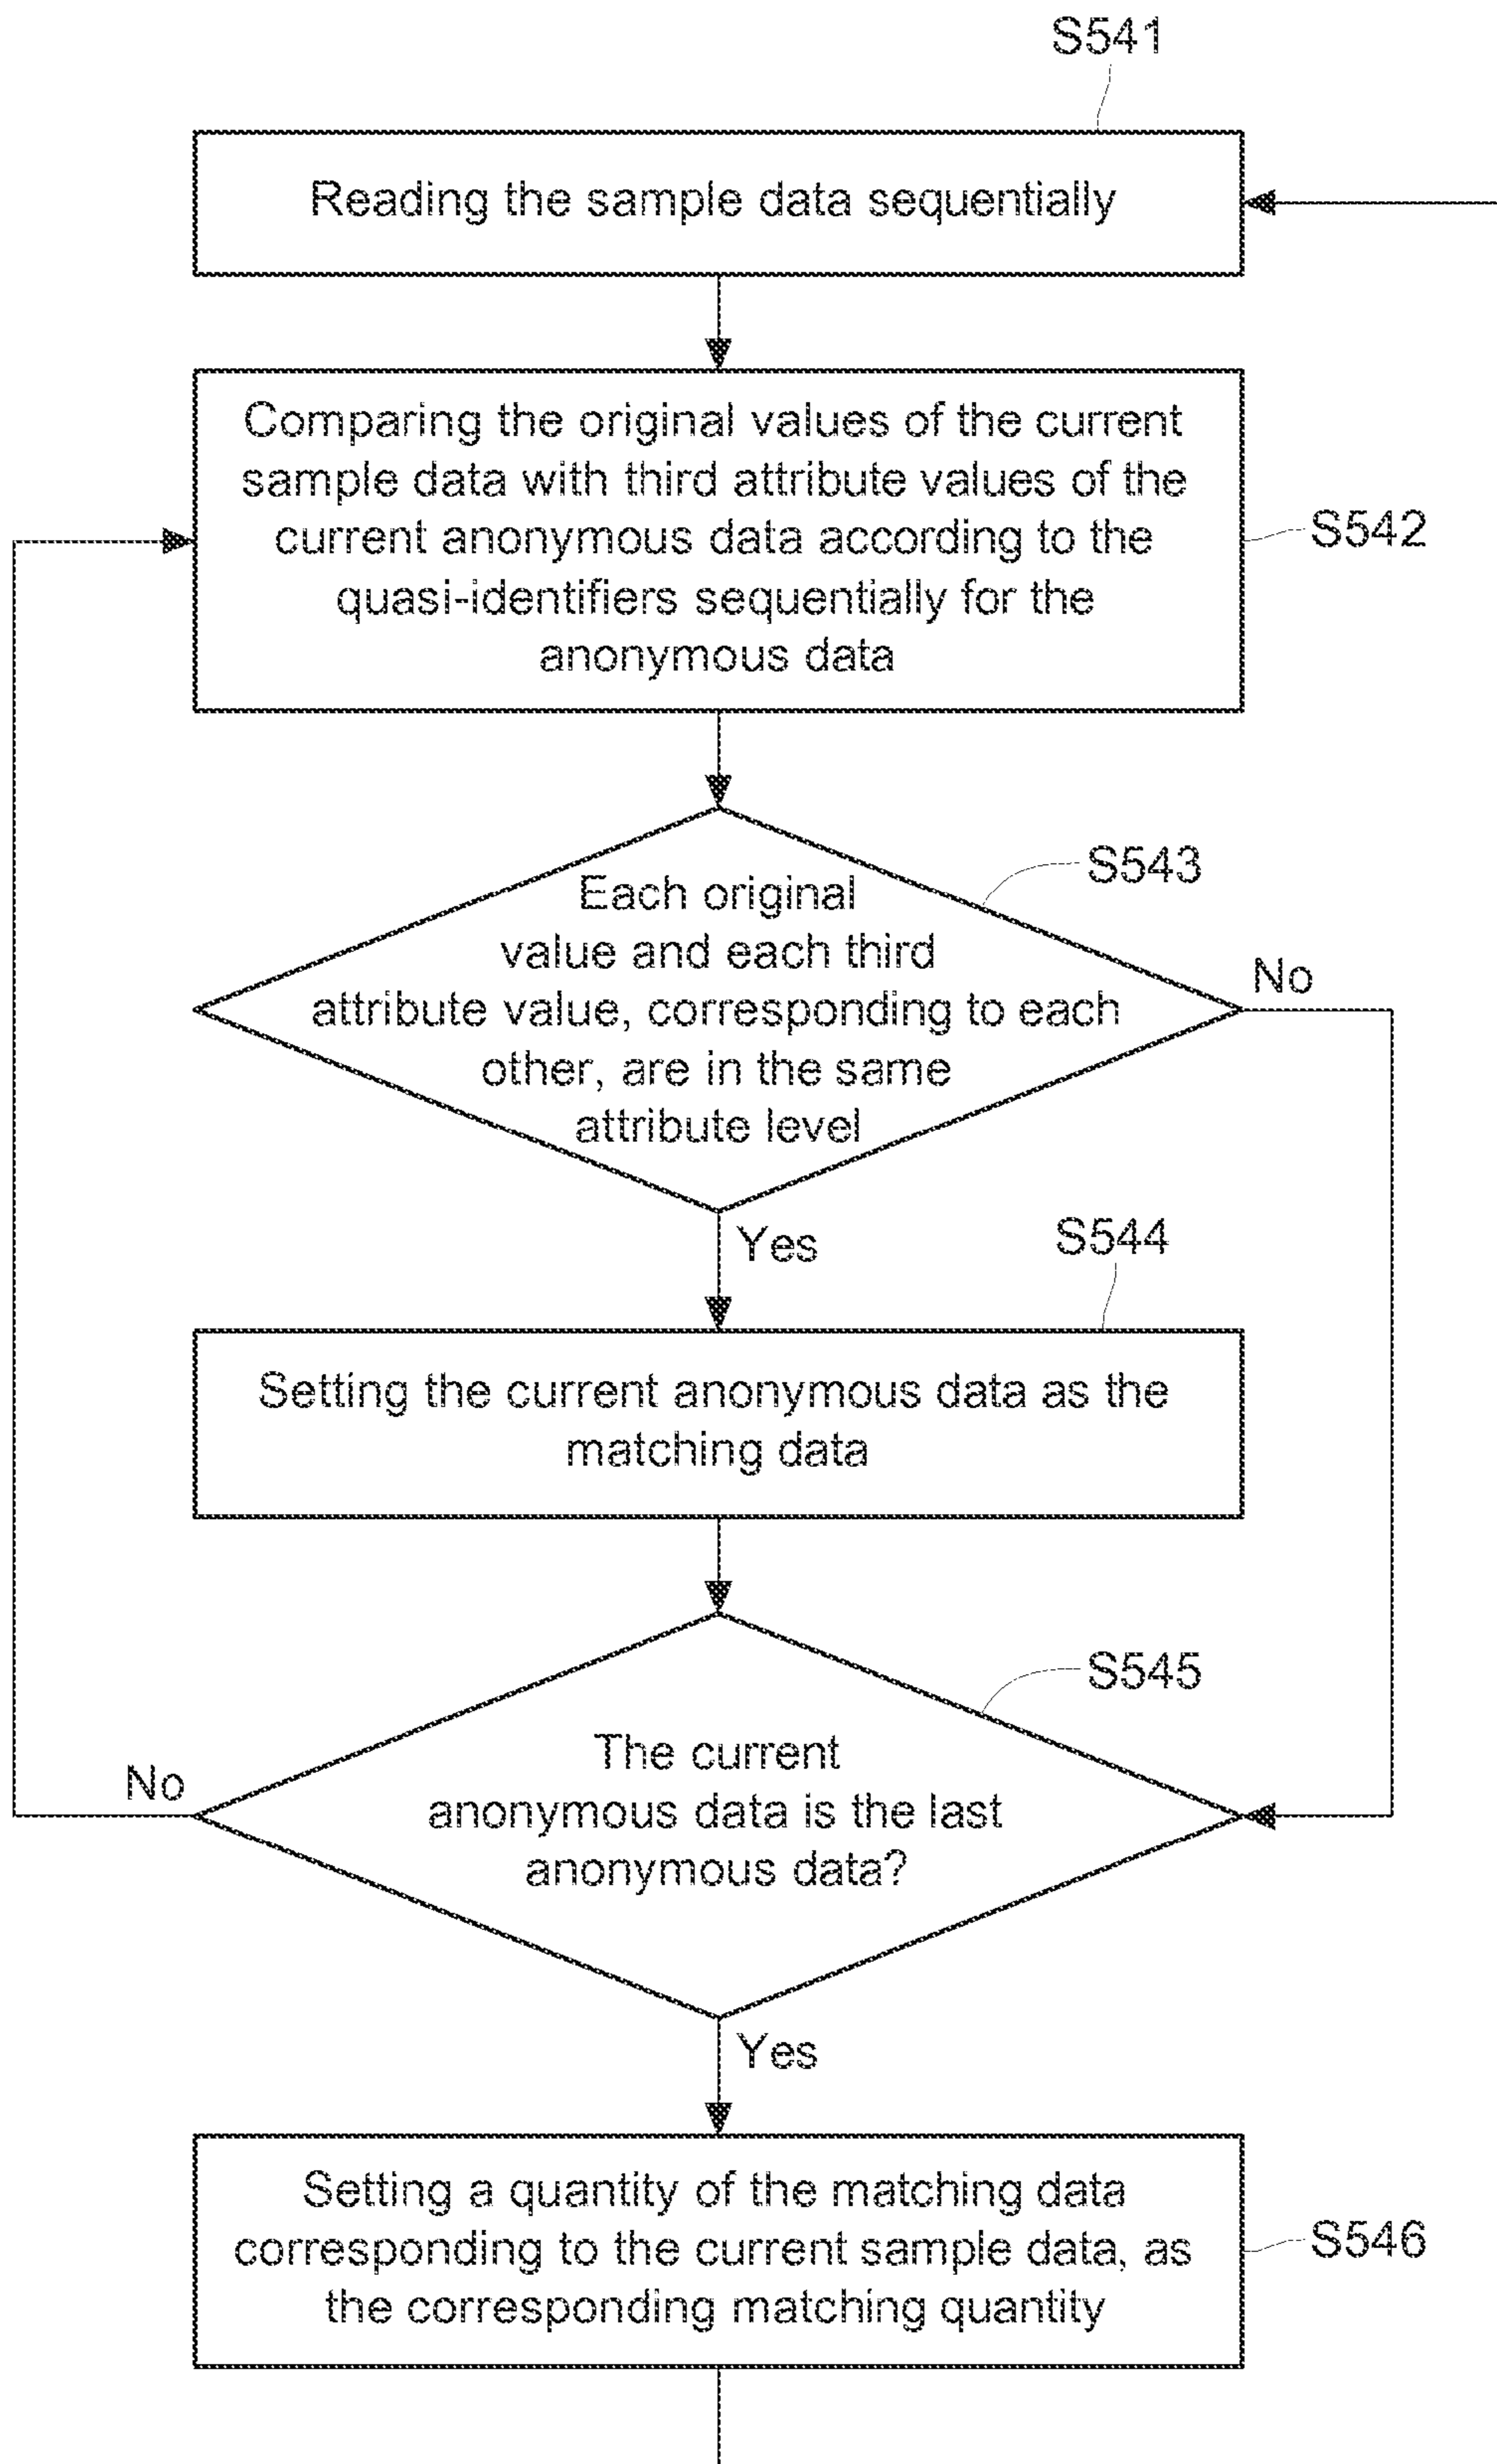 S541
Reading the sample data sequentially
Comparing the original values of the current
sample data with third attribute values of the
current anonymous data according to the
quasi-identifiers sequentially for the
anonymous data
S542
S543
Each original
value and each third
attribute value, corresponding to each
other, are in the same
attribute level
No
Yes
S544
Setting the current anonymous data as the
matching data
S545
The current
anonymous data is the last
anonymous data?
No
Yes
Setting a quantity of the matching data
corresponding to the current sample data, as
the corresponding matching quantity
S546